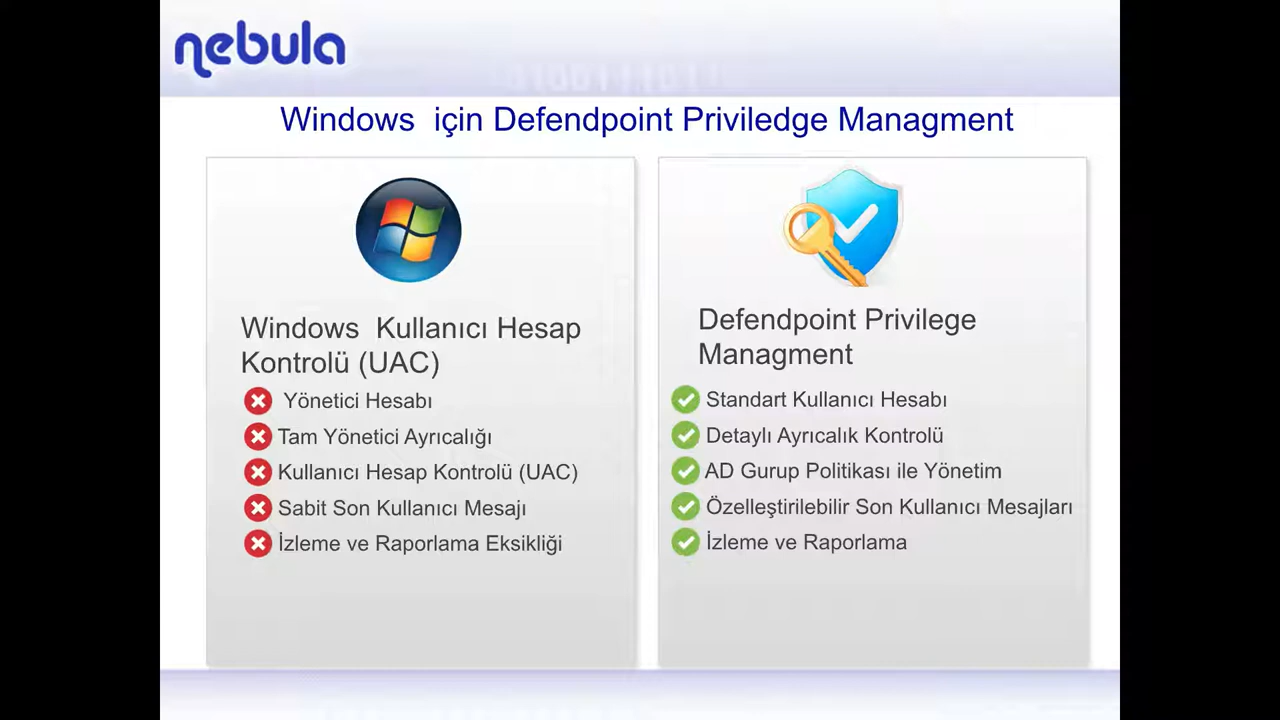 nebula
Windows için Defendpoint Priviledge Managment
Windows Kullanıcı Hesap
Kontrolü (UAC)
Yönetici Hesabı
Tam Yönetici Ayrıcalığı
Kullanıcı Hesap Kontrolü (UAC)
Sabit Son Kullanıcı Mesajı
İzleme ve Raporlama Eksikliği
Defendpoint Privilege
Managment
Standart Kullanıcı Hesabı
Detaylı Ayrıcalık Kontrolü
AD Gurup Politikası ile Yönetim
Özelleştirilebilir Son Kullanıcı Mesajları
İzleme ve Raporlama